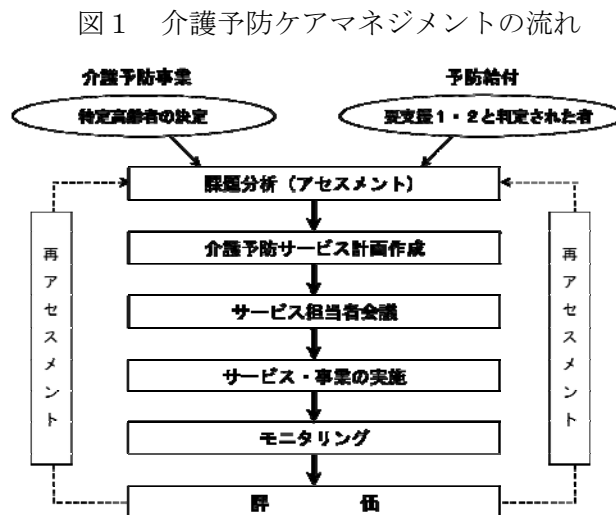 図１　介護予防ケアマネジメントの流れ
介護予防事業
予防給付
特定高齢者の決定
要支援１・２と判定された者
課題分析（アセスメント）
介護予防サービス計画作成
サービス担当者会議
サービス・事業の実施
モニタリング
評　価
再アセスメント
再アセスメント